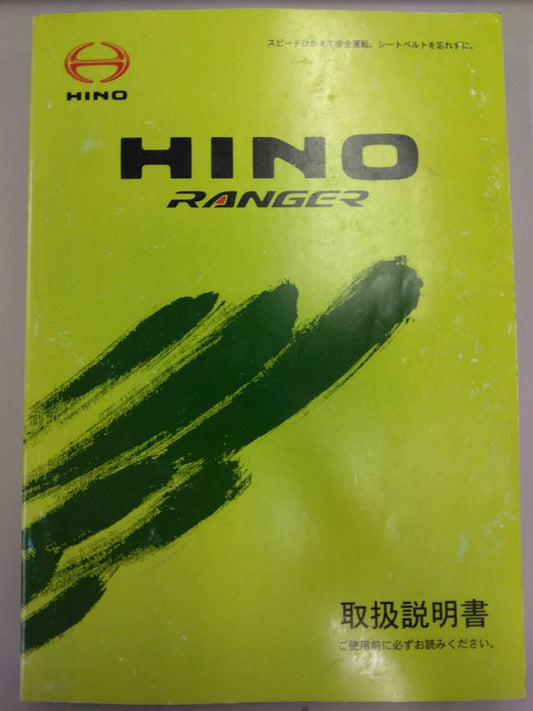 スピードひかえて安全運転。シートベルトを忘れずに。
HINO
HINO
RANGER
取扱説明書
ご使用前に必ずお読みください。